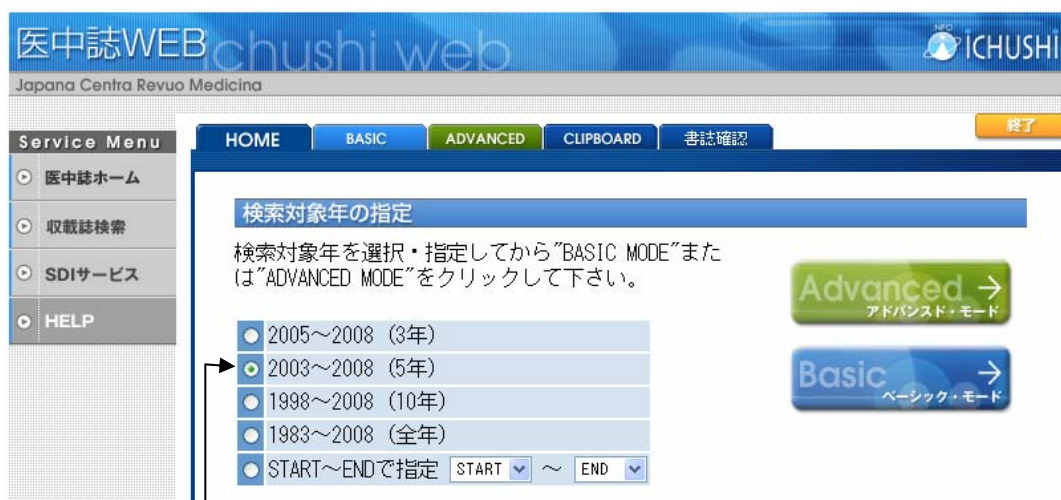 医中誌WEB
ichushi web
NPO
iCHUSHI
Japana Centra Revuo Medicina
Service Menu
医中誌ホーム
収載誌検索
SDIサービス
HELP
HOME BASIC ADVANCED CLIPBOARD 書誌確認
終了
検索対象年の指定
検索対象年を選択・指定してから"BASIC MODE"また
は"ADVANCED MODE"をクリックして下さい。
2005～2008 (3年)
2003～2008 (5年)
1998～2008 (10年)
1983～2008 (全年)
START～ENDで指定 START ～ END
Advanced
アドバンスド・モード
Basic
ベーシック・モード